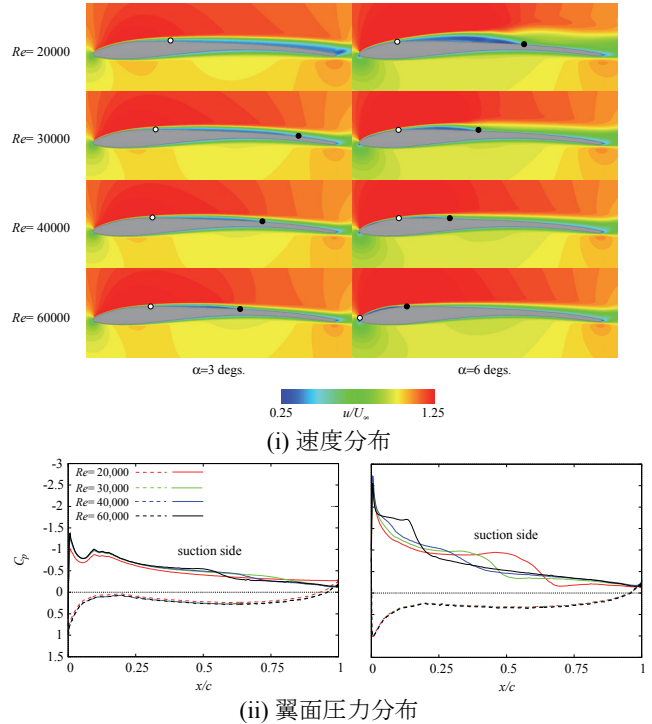 Re= 20000
Re= 30000
Re= 40000
Re= 60000
α=3 degs. α=6 degs.
0.25 u/U∞ 1.25
(i) 速度分布
-3
-2.5
-2
-1.5
-1
-0.5
0
0.5
1
1.5
Cp
Re= 20,000
Re= 30,000
Re= 40,000
Re= 60,000
suction side
suction side
0 0.25 0.5 0.75 1
0 0.25 0.5 0.75 1
x/c x/c
(ii) 翼面圧力分布